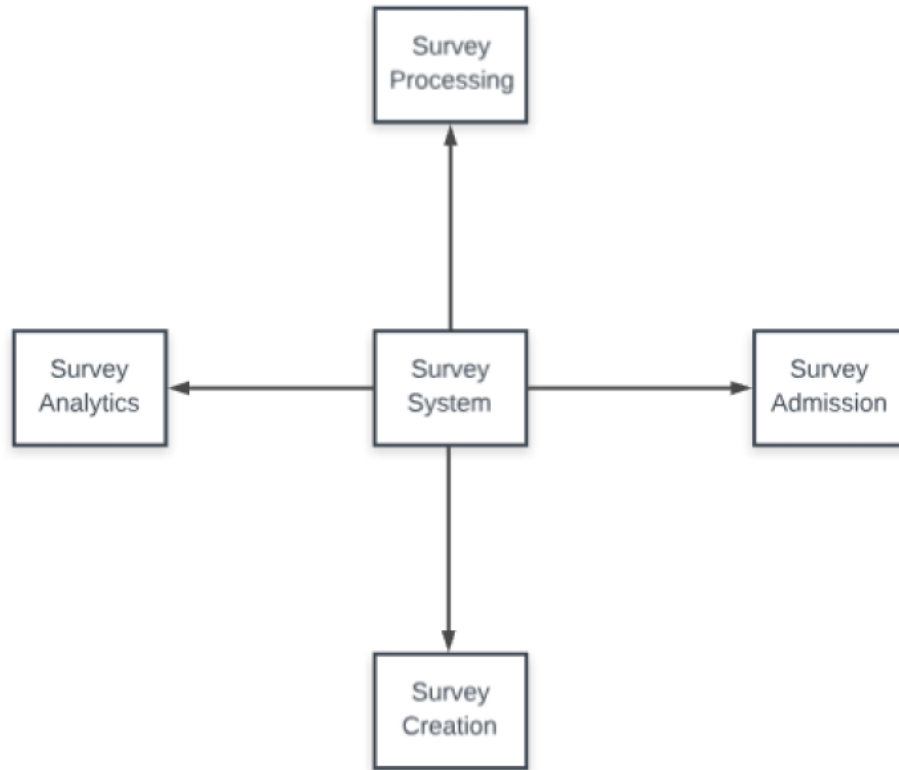 Survey
Processing
Survey
Analytics
Survey
System
Survey
Admission
Survey
Creation